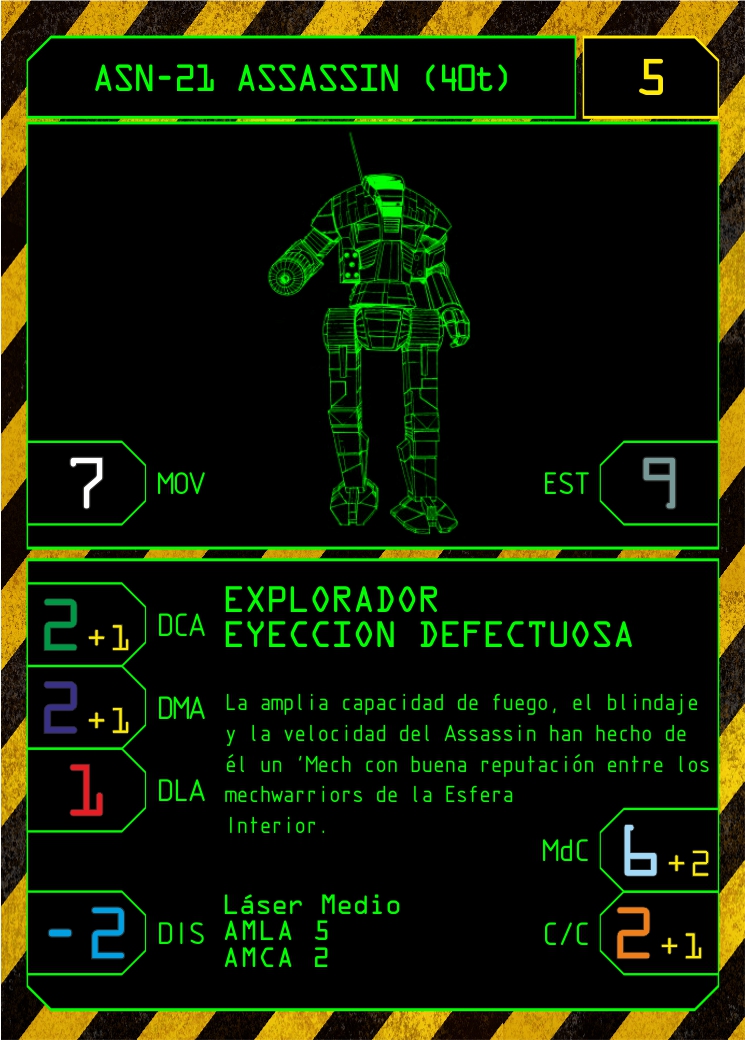 ASN-21 ASSASSIN (40t)
5
7 MOV
EST 9
2 +1 DCA
EXPLORADOR
EYECCION DEFECTUOSA
2 +1 DMA
La amplia capacidad de fuego, el blindaje
y la velocidad del Assassin han hecho de
él un 'Mech con buena reputación entre los
mechwarriors de la Esfera
Interior.
1 DLA
MdC 6 +2
-2 DIS
Láser Medio
AMLA 5
AMCA 2
C/C 2 +1